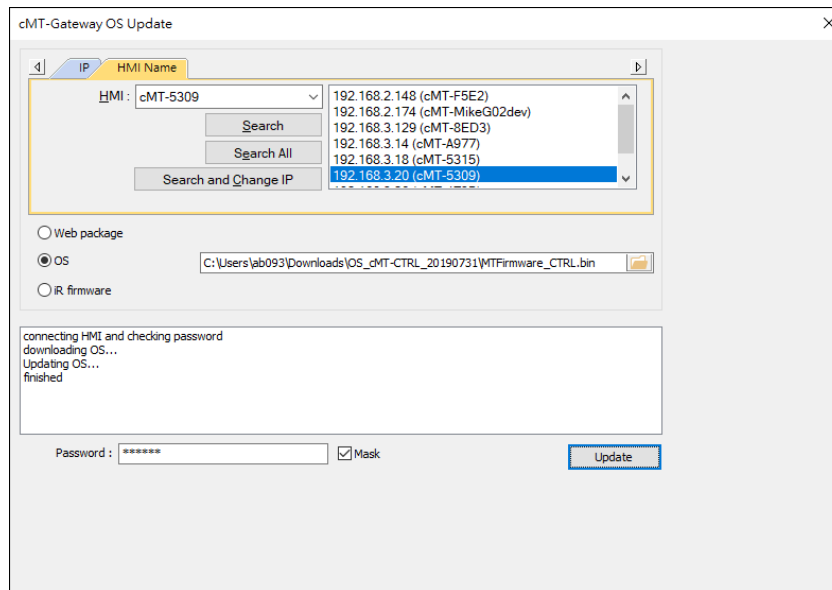 cMT-Gateway OS Update
IP
HMI Name
HMI : cMT-5309
Search
Search All
Search and Change IP
192.168.2.148 (cMT-F5E2)
192.168.2.174 (cMT-MikeG02dev)
192.168.3.129 (cMT-8ED3)
192.168.3.14 (cMT-A977)
192.168.3.18 (cMT-5315)
192.168.3.20 (cMT-5309)
Web package
OS
C:\Users\ab093\Downloads\OS_cMT-CTRL_20190731\MTFirmware_CTRL.bin
iR firmware
connecting HMI and checking password
downloading OS...
Updating OS...
finished
Password : ******
Mask
Update